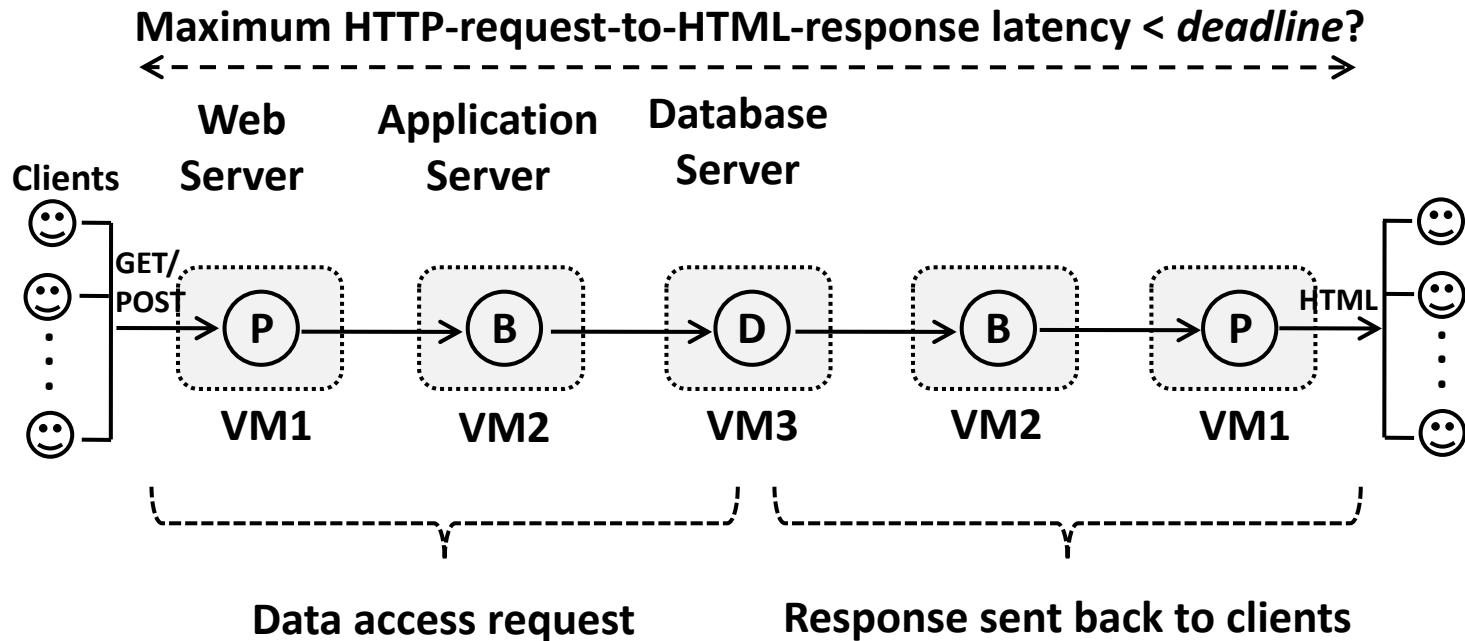 Maximum HTTP-request-to-HTML-response latency < deadline?
Web
Server
Application
Server
Database
Server
Clients
GET/
POST
P
B
D
B
P
HTML
VM1
VM2
VM3
VM2
VM1
Data access request
Response sent back to clients